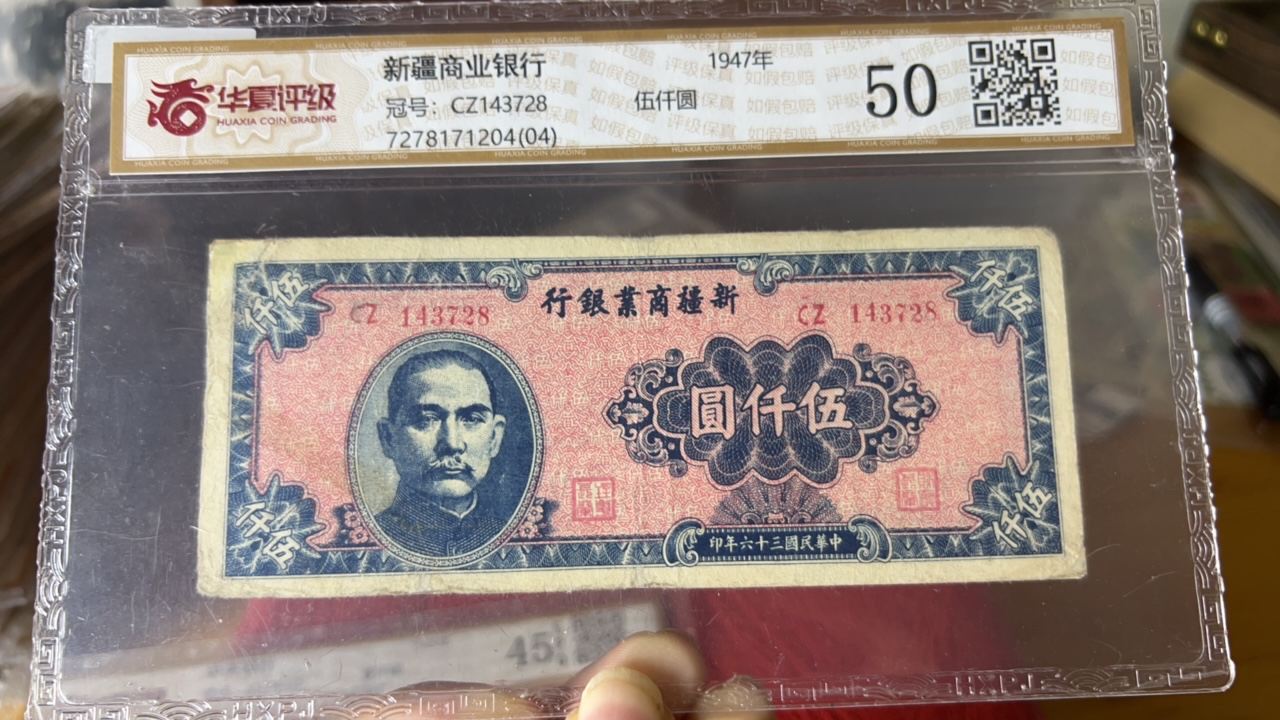 新疆商业银行
1947年
50
华夏评级
HUAXIA COIN GRADING
冠号：CZ143728
伍仟圆
7278171204(04)
伍仟
行銀業商疆新
仟伍
CZ 143728
CZ 143728
圓仟伍
仟伍
印年六十三國民華中
仟伍
45
HXPJ
HXPJ